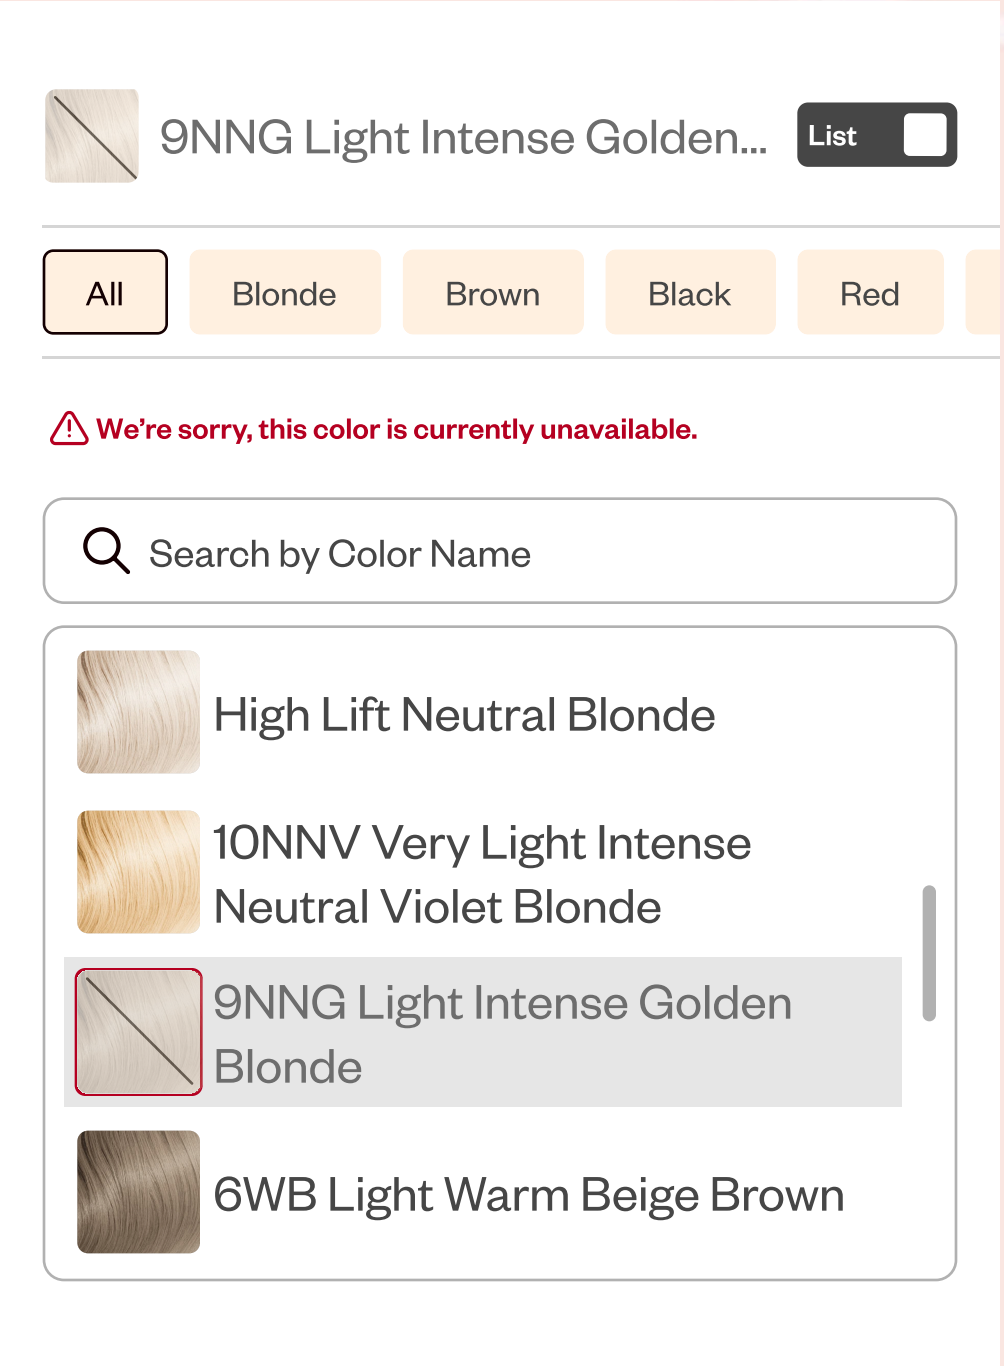 9NNG Light Intense Golden...
List
All
Blonde
Brown
Black
Red
We’re sorry, this color is currently unavailable.
Search by Color Name
High Lift Neutral Blonde
10NNV Very Light Intense
Neutral Violet Blonde
9NNG Light Intense Golden
Blonde
6WB Light Warm Beige Brown